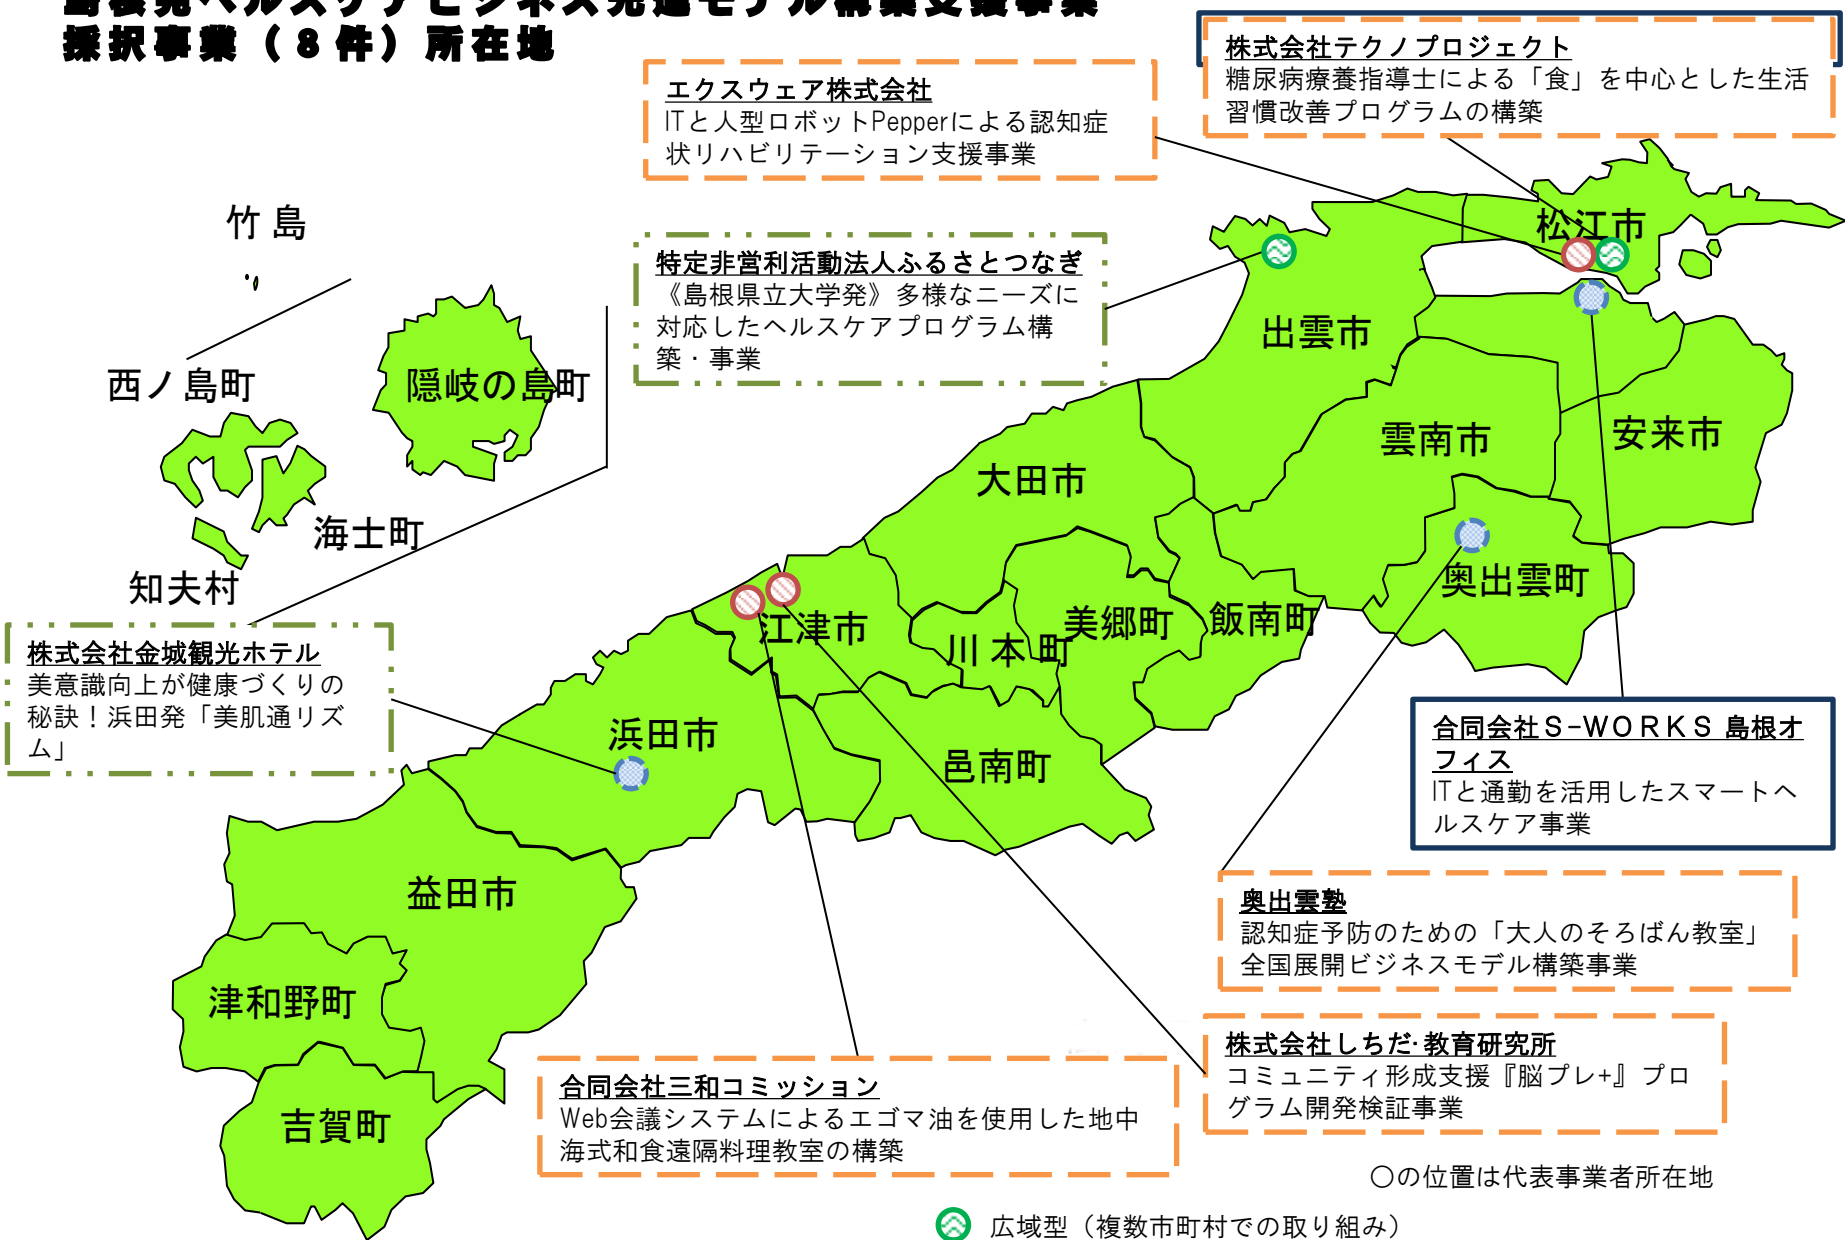 島根発ヘルスケアビジネス先進モデル構築支援事業
採択事業（８件）所在地
株式会社テクノプロジェクト
糖尿病療養指導士による「食」を中心とした生活
習慣改善プログラムの構築
エクスウェア株式会社
ITと人型ロボットPepperによる認知症
状リハビリテーション支援事業
竹島
松江市
特定非営利活動法人ふるさとつなぎ
《島根県立大学発》多様なニーズに
対応したヘルスケアプログラム構
築・事業
出雲市
西ノ島町
隠岐の島町
雲南市
安来市
大田市
海士町
知夫村
奥出雲町
江津市
川本町
美郷町
飯南町
株式会社金城観光ホテル
美意識向上が健康づくりの
秘訣！浜田発「美肌通リズ
ム」
浜田市
邑南町
合同会社Ｓ-ＷＯＲＫＳ 島根オ
フィス
ITと通勤を活用したスマートヘ
ルスケア事業
益田市
奥出雲塾
認知症予防のための「大人のそろばん教室」
全国展開ビジネスモデル構築事業
津和野町
株式会社しちだ・教育研究所
コミュニティ形成支援『脳プレ+』プロ
グラム開発検証事業
合同会社三和コミッション
Web会議システムによるエゴマ油を使用した地中
海式和食遠隔料理教室の構築
吉賀町
〇の位置は代表事業者所在地
広域型（複数市町村での取り組み）